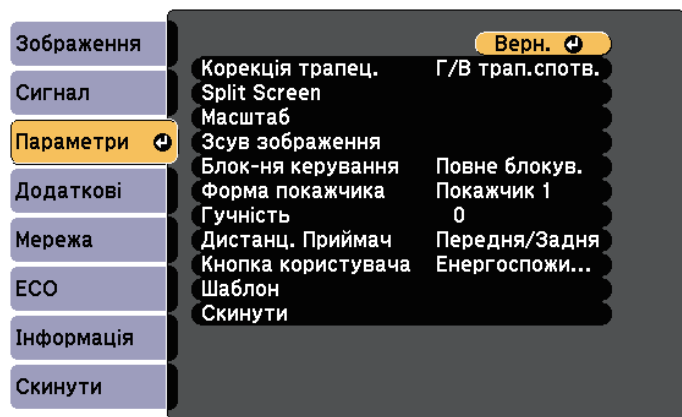 Зображення
Сигнал
Параметри
Додаткові
Мережа
ECO
Інформація
Скинути
Верн.
Корекція трапец. Г/В трап.спотв.
Split Screen
Масштаб
Зсув зображення
Блок-ня керування Повне блокув.
Форма покажчика Покажчик 1
Гучність 0
Дистанц. Приймач Передня/Задня
Кнопка користувача Енергоспожи...
Шаблон
Скинути